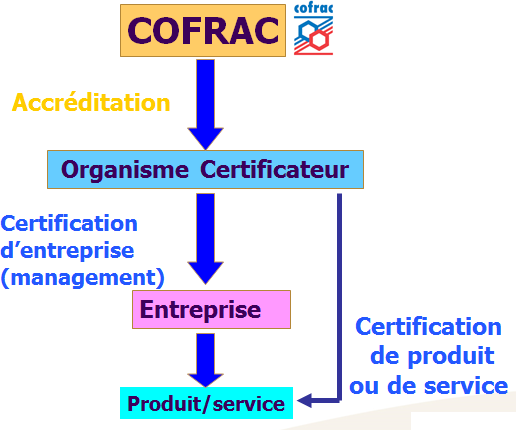 COFRAC
cofrac
Accréditation
Organisme Certificateur
Certification
d’entreprise
(management)
Entreprise
Certification
de produit
ou de service
Produit/service